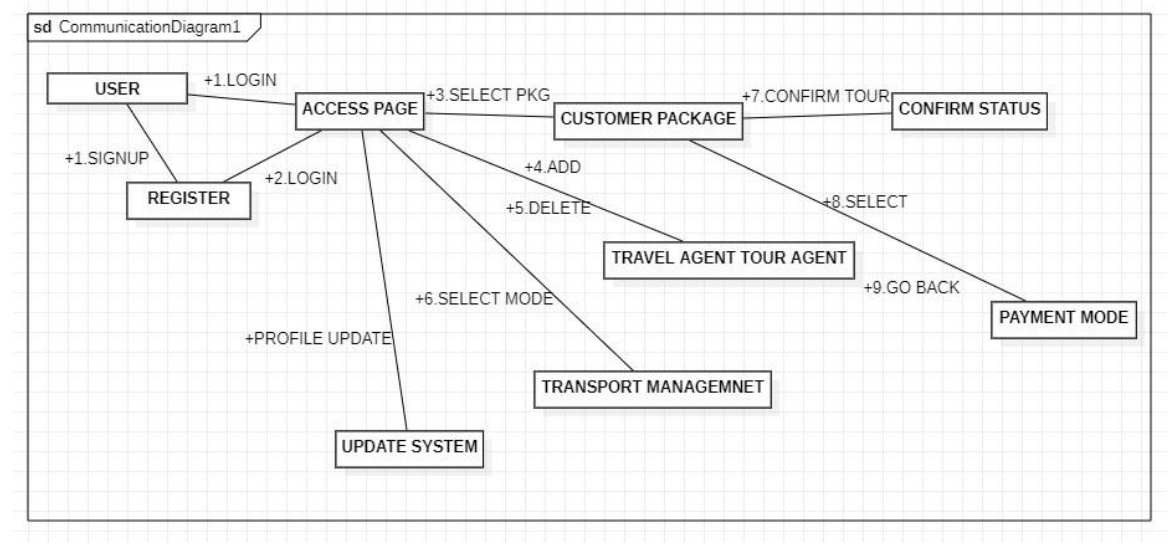 sd CommunicationDiagram1
USER
+1.LOGIN
ACCESS PAGE
+3.SELECT PKG
CUSTOMER PACKAGE
+7.CONFIRM TOUR
CONFIRM STATUS
+1.SIGNUP
REGISTER
+2.LOGIN
+4.ADD
+5.DELETE
+8.SELECT
TRAVEL AGENT TOUR AGENT
+9.GO BACK
PAYMENT MODE
+6.SELECT MODE
+PROFILE UPDATE
TRANSPORT MANAGEMNET
UPDATE SYSTEM